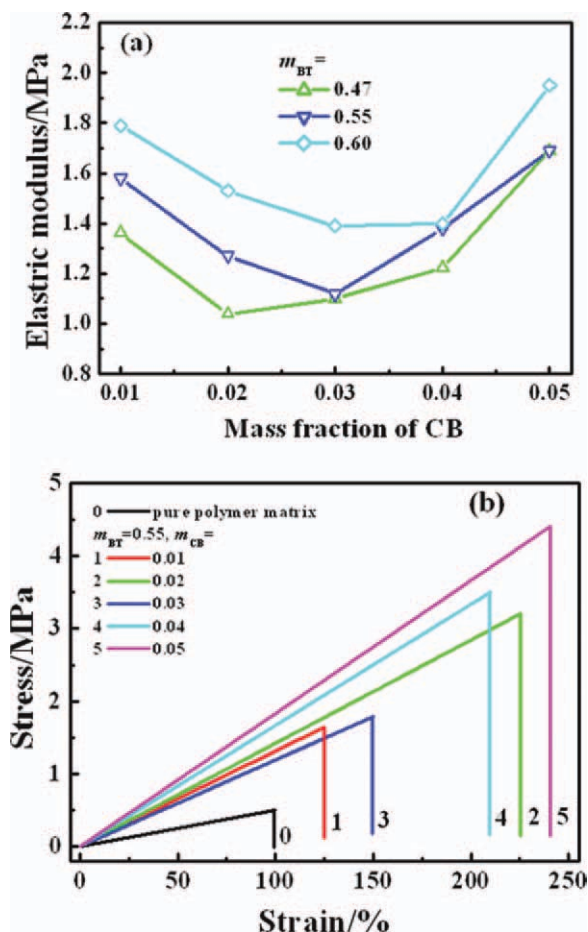 (a)
Elastric modulus/MPa
2.2
2.0
1.8
1.6
1.4
1.2
1.0
0.8
m_BT=
0.47
0.55
0.60
0.01 0.02 0.03 0.04 0.05
Mass fraction of CB
(b)
Stress/MPa
5
4
3
2
1
0
0 pure polymer matrix
m_BT=0.55, m_CB=
1 0.01
2 0.02
3 0.03
4 0.04
5 0.05
0 1 3 4 2 5
0 50 100 150 200 250
Strain/%